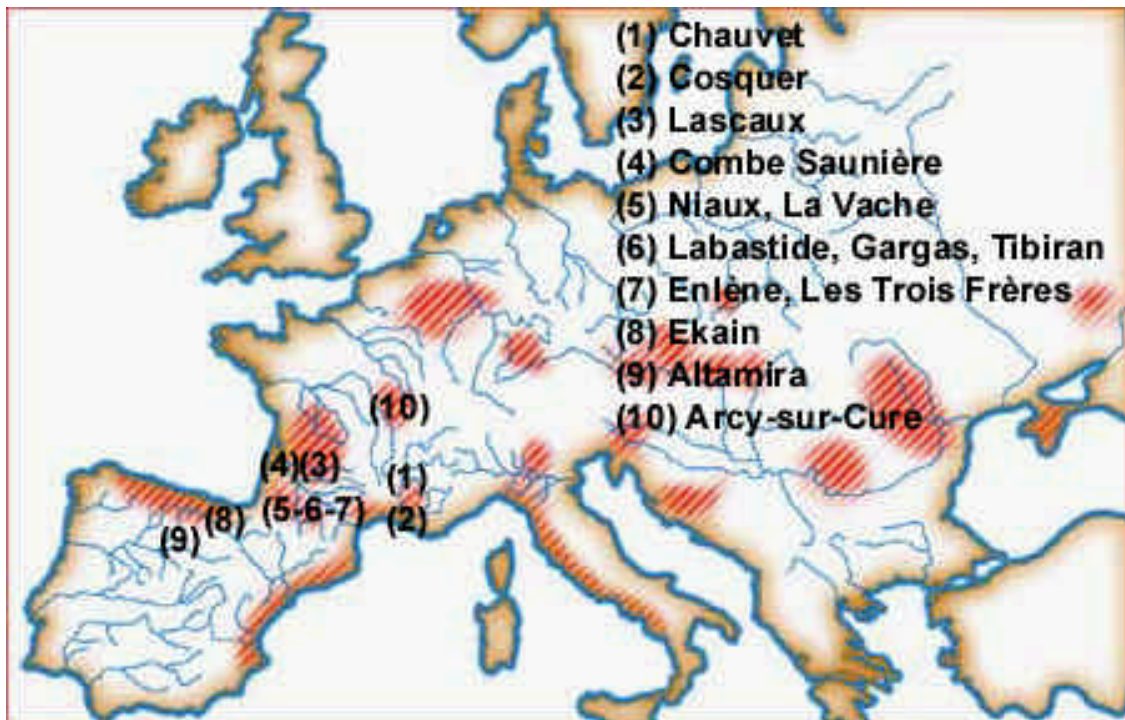 (1) Chauvet
(2) Cosquer
(3) Lascaux
(4) Combe Saunière
(5) Niaux, La Vache
(6) Labastide, Gargas, Tibiran
(7) Enlène, Les Trois Frères
(8) Ekain
(9) Altamira
(10) Arcy-sur-Cure
(10)
(4)(3)
(1)
(5-6-7)
(2)
(8)
(9)